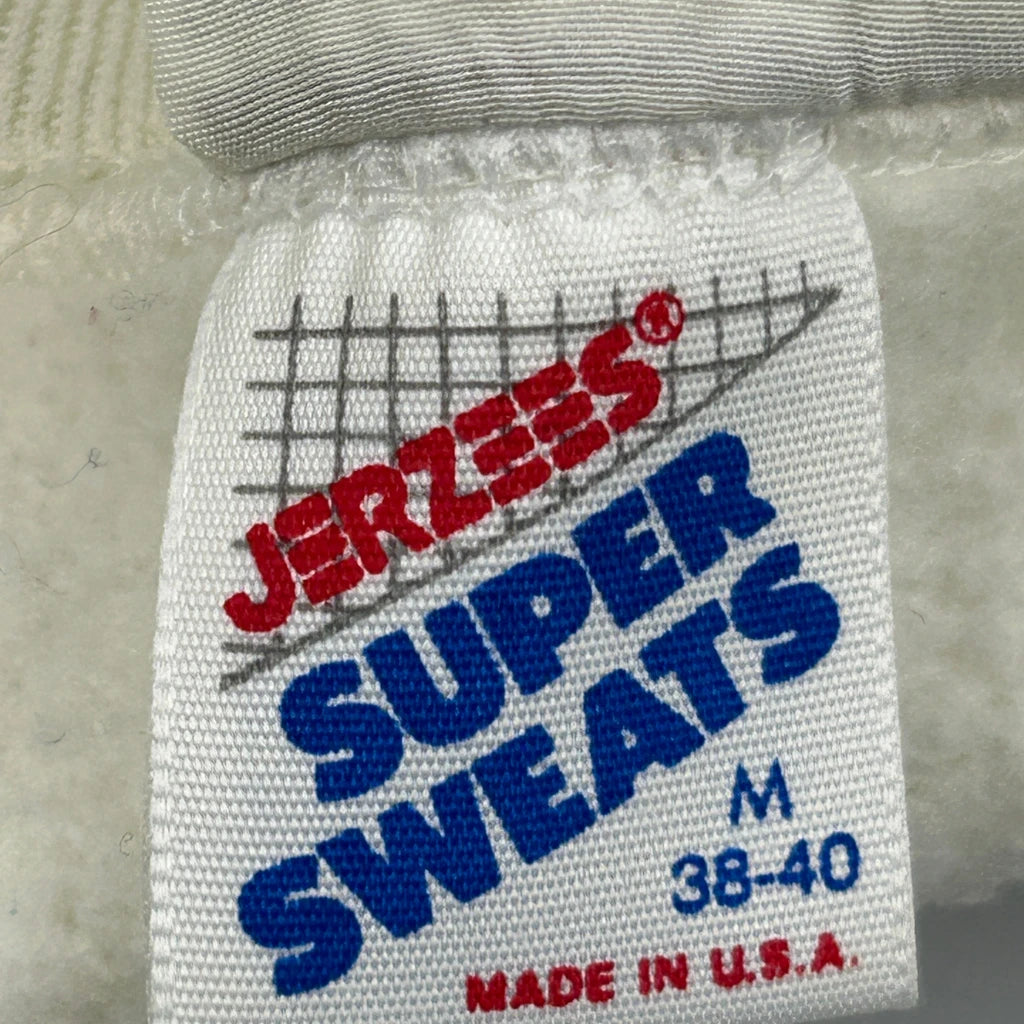 JERZEES®
SUPER
SWEATS
M
38-40
MADE IN U.S.A.